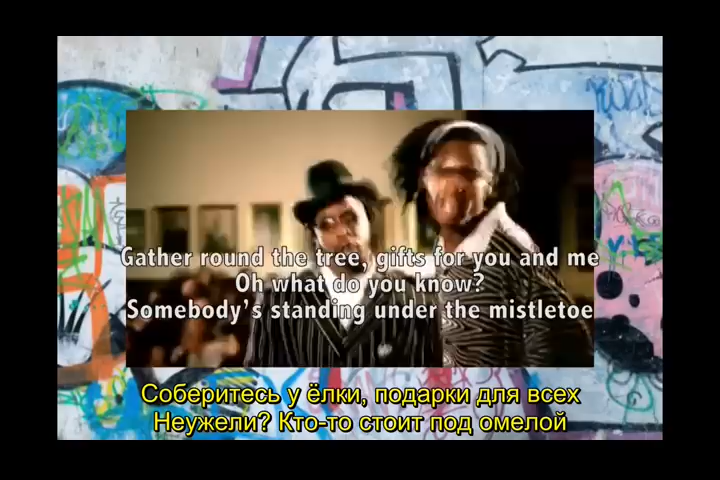 Gather round the tree, gifts for you and me
Oh what do you know?
Somebody's standing under the mistletoe
Соберитесь у ёлки, подарки для всех
Неужели? Кто-то стоит под омелой